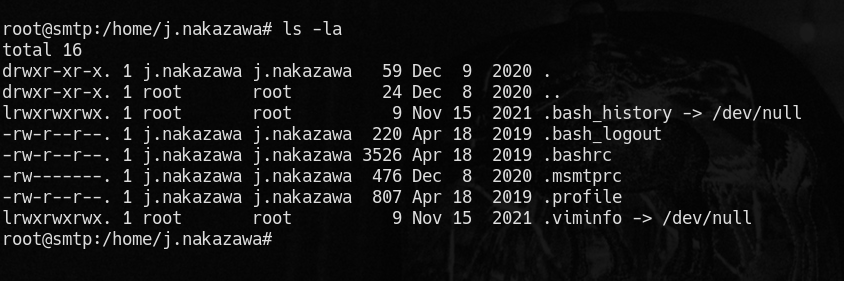 root@smtp:/home/j.nakazawa# ls -la
total 16
drwxr-xr-x. 1 j.nakazawa j.nakazawa   59 Dec  9  2020 .
drwxr-xr-x. 1 root       root         24 Dec  8  2020 ..
lrwxrwxrwx. 1 root       root          9 Nov 15  2021 .bash_history -> /dev/null
-rw-r--r--. 1 j.nakazawa j.nakazawa  220 Apr 18  2019 .bash_logout
-rw-r--r--. 1 j.nakazawa j.nakazawa 3526 Apr 18  2019 .bashrc
-rw-------. 1 j.nakazawa j.nakazawa  476 Dec  8  2020 .msmtprc
-rw-r--r--. 1 j.nakazawa j.nakazawa  807 Apr 18  2019 .profile
lrwxrwxrwx. 1 root       root          9 Nov 15  2021 .viminfo -> /dev/null
root@smtp:/home/j.nakazawa#